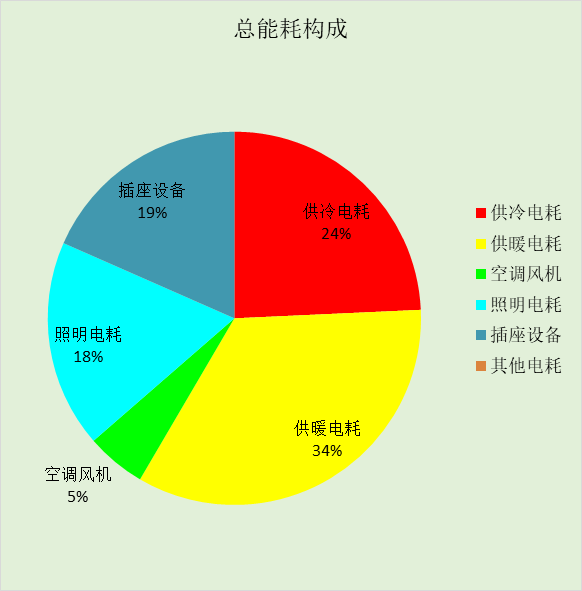 总能耗构成
插座设备
19%
供冷电耗
24%
照明电耗
18%
供暖电耗
34%
空调风机
5%
供冷电耗
供暖电耗
空调风机
照明电耗
插座设备
其他电耗